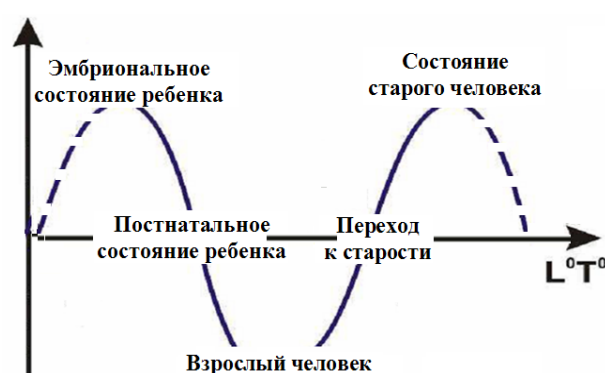 Эмбриональное
состояние ребенка
Состояние
старого человека
Постнатальное
состояние ребенка
Переход
к старости
L⁰T⁰
Взрослый человек